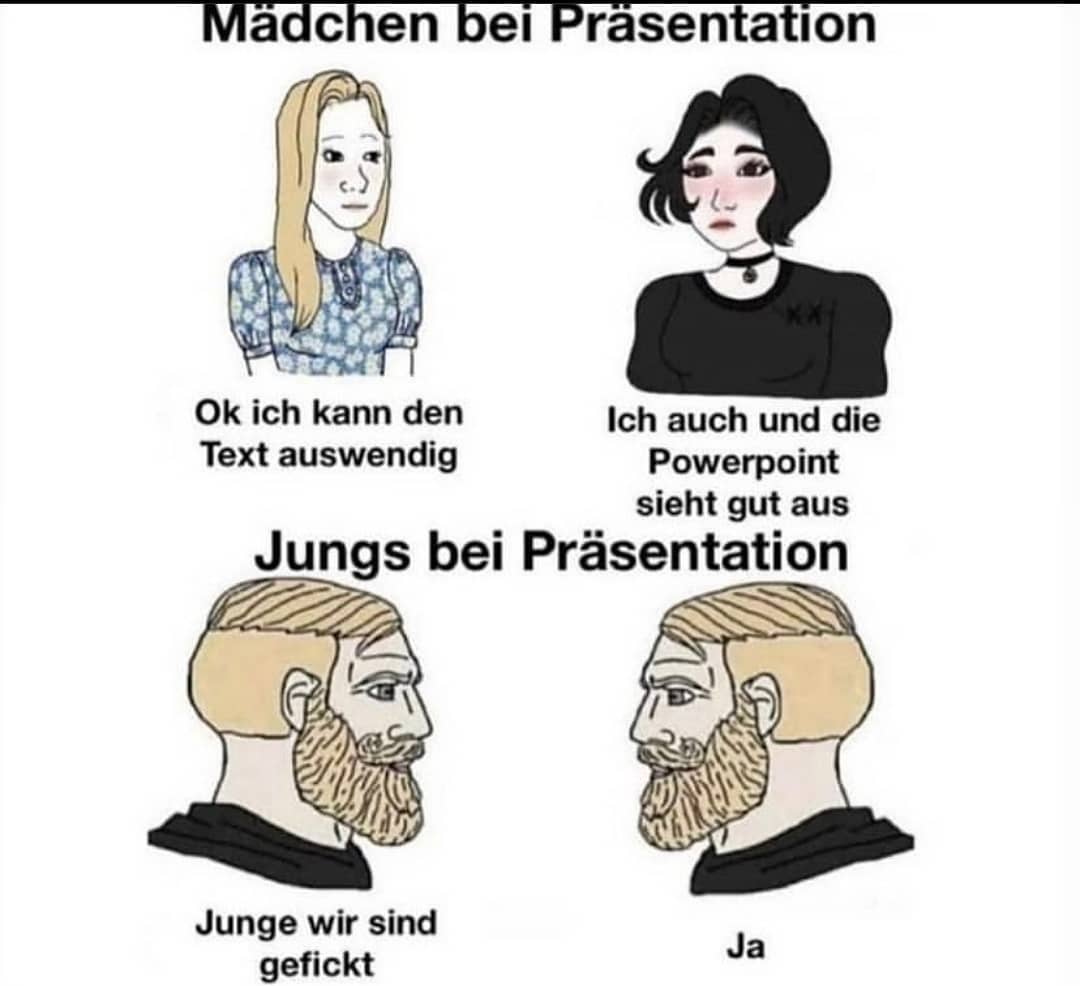 Mädchen bei Präsentation
Ok ich kann den
Text auswendig
Ich auch und die
Powerpoint
sieht gut aus
Jungs bei Präsentation
Junge wir sind
gefickt
Ja